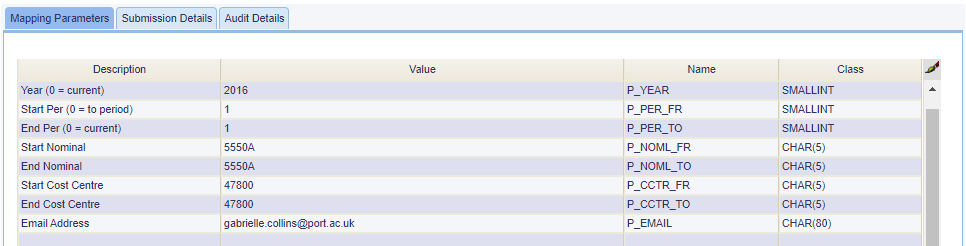 Mapping Parameters Submission Details Audit Details
Description Value Name Class
Year (0 = current) 2016 P_YEAR SMALLINT
Start Per (0 = to period) 1 P_PER_FR SMALLINT
End Per (0 = current) 1 P_PER_TO SMALLINT
Start Nominal 5550A P_NOML_FR CHAR(5)
End Nominal 5550A P_NOML_TO CHAR(5)
Start Cost Centre 47800 P_CCTR_FR CHAR(5)
End Cost Centre 47800 P_CCTR_TO CHAR(5)
Email Address gabrielle.collins@port.ac.uk P_EMAIL CHAR(80)